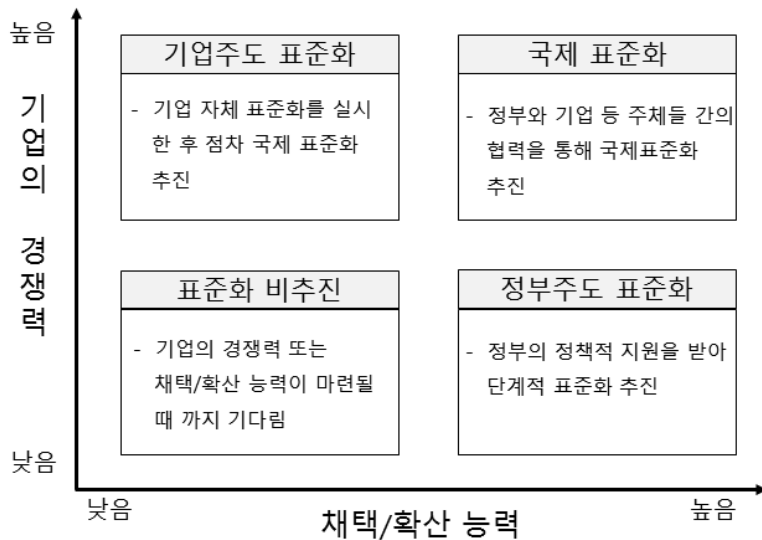 높음
기업의 경쟁력
낮음
기업주도 표준화
- 기업 자체 표준화를 실시
한 후 점차 국제 표준화
추진
국제 표준화
- 정부와 기업 등 주체들 간의
협력을 통해 국제표준화
추진
표준화 비추진
- 기업의 경쟁력 또는
채택/확산 능력이 마련될
때 까지 기다림
정부주도 표준화
- 정부의 정책적 지원을 받아
단계적 표준화 추진
낮음
채택/확산 능력
높음